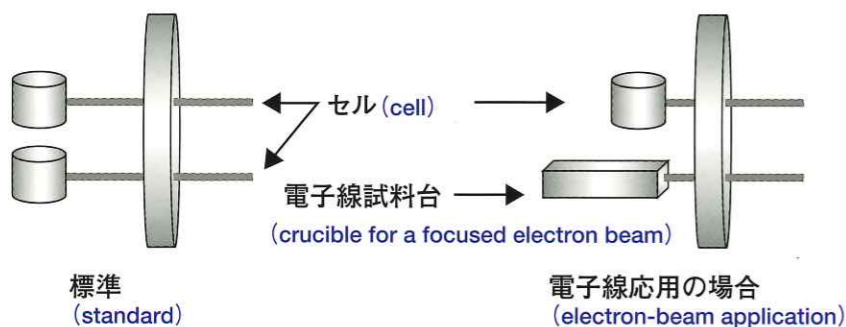 セル(cell)
電子線試料台
(crucible for a focused electron beam)
標準
(standard)
電子線応用の場合
(electron-beam application)